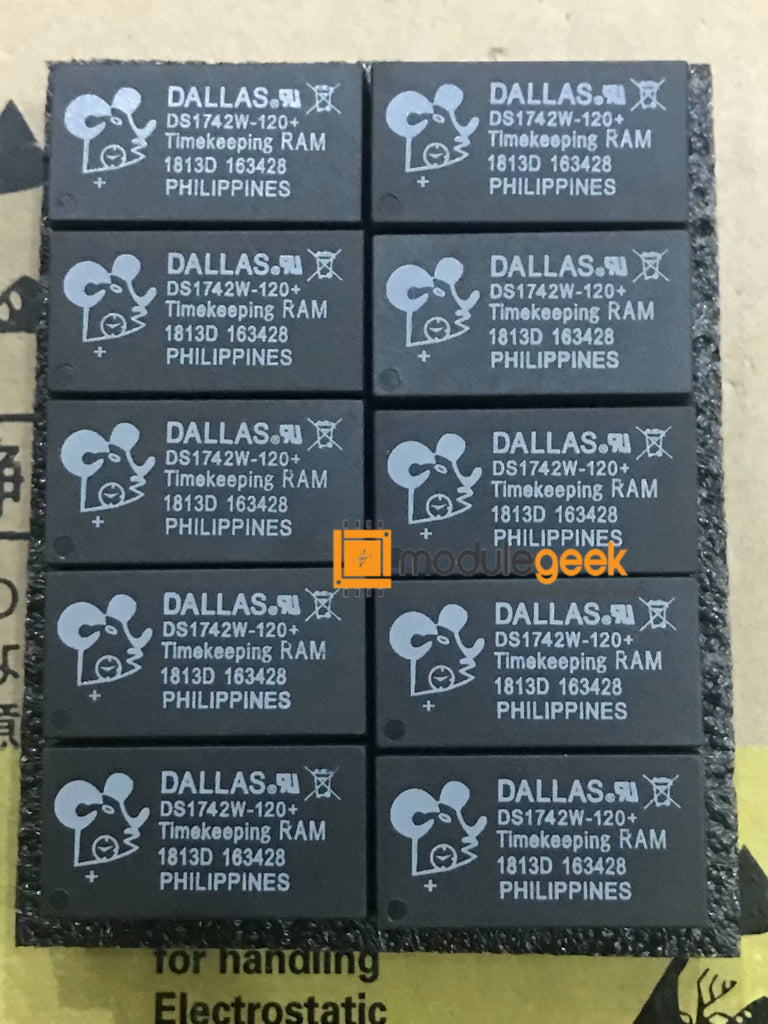 DALLAS
DS1742W-120+
Timekeeping RAM
1813D 163428
PHILIPPINES
DALLAS
DS1742W-120+
Timekeeping RAM
1813D 163428
PHILIPPINES
DALLAS
DS1742W-120+
Timekeeping RAM
1813D 163428
PHILIPPINES
DALLAS
DS1742W-120+
Timekeeping RAM
1813D 163428
PHILIPPINES
DALLAS
DS1742W-120+
Timekeeping RAM
1813D 163428
PHILIPPINES
DALLAS
DS1742W-120+
Timekeeping RAM
1813D 163428
PHILIPPINES
modulegeek
DALLAS
DS1742W-120+
Timekeeping RAM
1813D 163428
PHILIPPINES
DALLAS
DS1742W-120+
Timekeeping RAM
1813D 163428
PHILIPPINES
DALLAS
DS1742W-120+
Timekeeping RAM
1813D 163428
PHILIPPINES
DALLAS
DS1742W-120+
Timekeeping RAM
1813D 163428
PHILIPPINES
for handling
Electrostatic